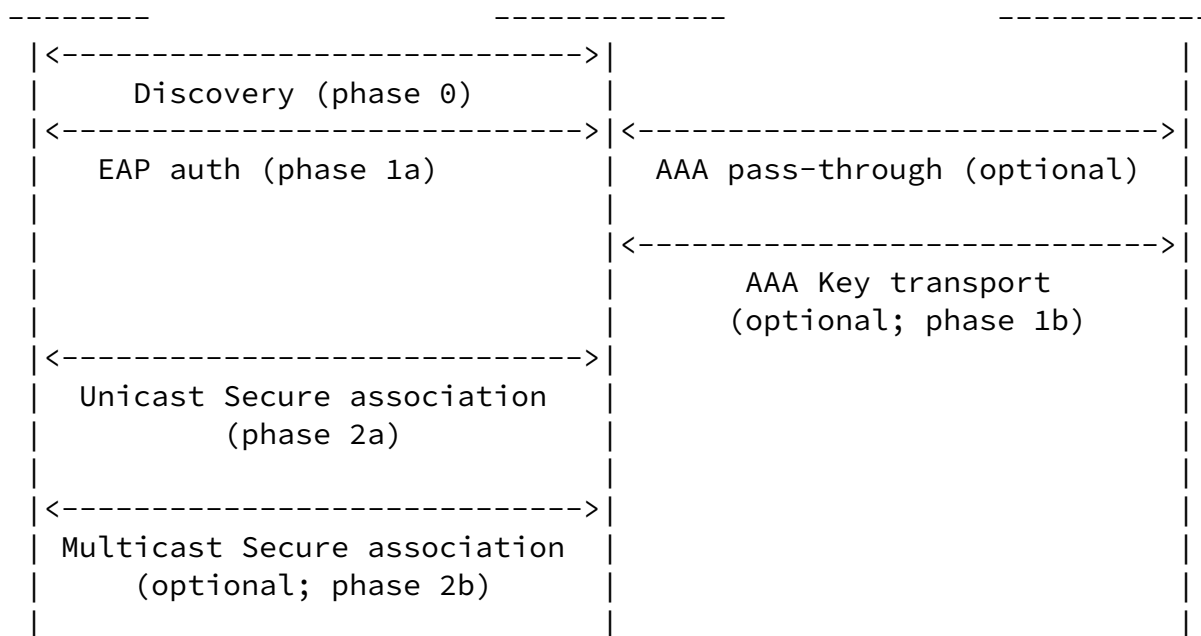 --------                   -------------               ------------
|<----------------------------->|                               |
|     Discovery (phase 0)       |                               |
|<----------------------------->|<----------------------------->|
|   EAP auth (phase 1a)         |  AAA pass-through (optional)  |
|                               |                               |
|                               |<----------------------------->|
|                               |       AAA Key transport       |
|                               |      (optional; phase 1b)     |
|<----------------------------->|                               |
|  Unicast Secure association   |                               |
|          (phase 2a)           |                               |
|                               |                               |
|<----------------------------->|                               |
| Multicast Secure association  |                               |
|     (optional; phase 2b)      |                               |
|                               |                               |